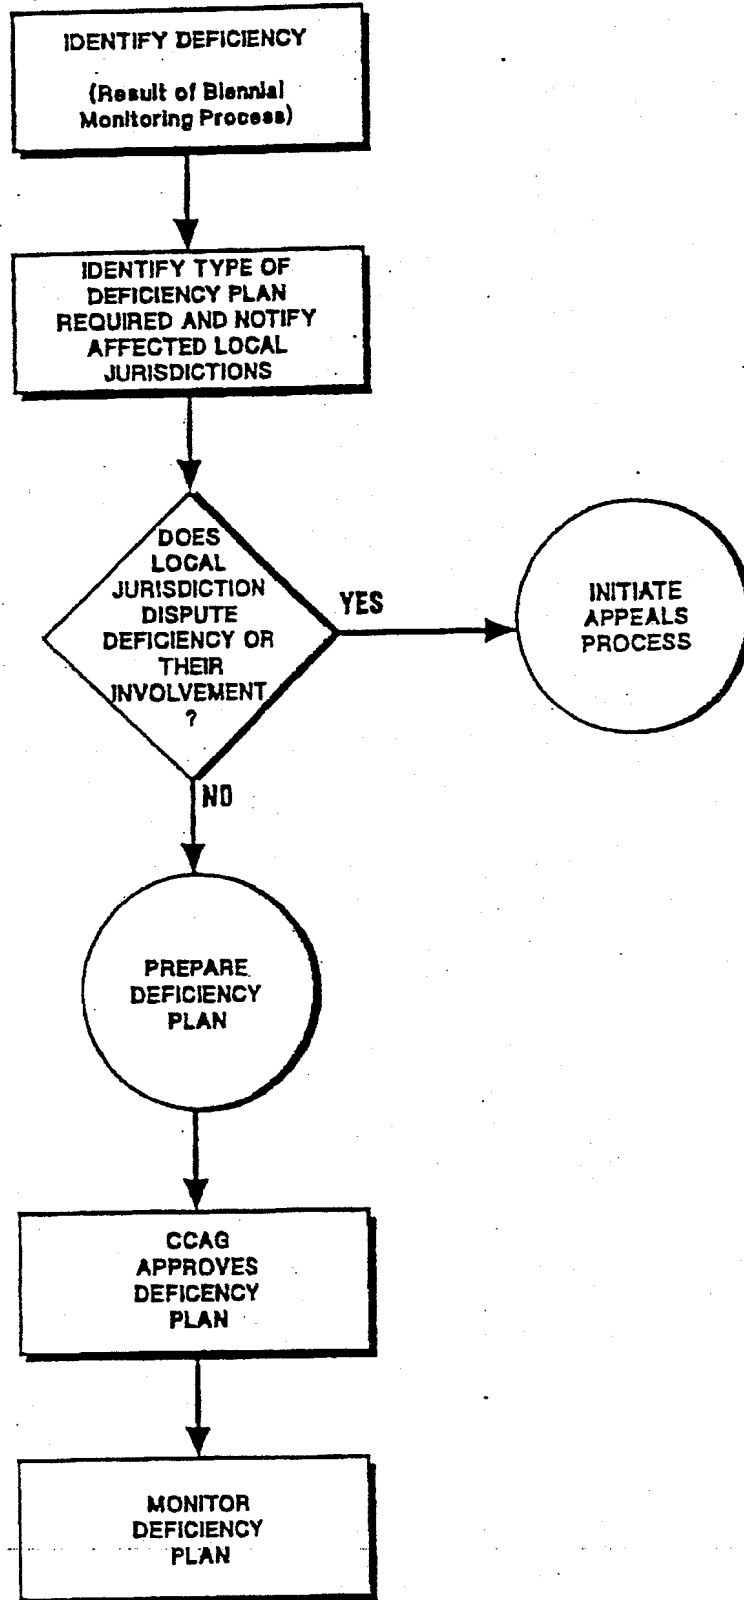 IDENTIFY DEFICIENCY
(Result of Biennial
Monitoring Process)
IDENTIFY TYPE OF
DEFICIENCY PLAN
REQUIRED AND NOTIFY
AFFECTED LOCAL
JURISDICTIONS
DOES
LOCAL
JURISDICTION
DISPUTE
DEFICIENCY OR
THEIR
INVOLVEMENT
?
YES
INITIATE
APPEALS
PROCESS
NO
PREPARE
DEFICIENCY
PLAN
CCAG
APPROVES
DEFICENCY
PLAN
MONITOR
DEFICIENCY
PLAN